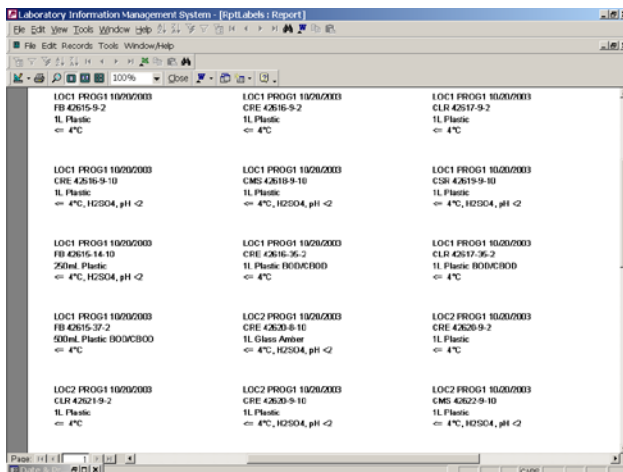 Laboratory Information Management System - [RptLabels : Report]
File Edit View Tools Window Help
File Edit Records Tools Window/Help
100% Close
LOC1 PROG1 10/20/2003 LOC1 PROG1 10/20/2003 LOC1 PROG1 10/20/2003
FB 42615-9-2 CRE 42616-9-2 CLR 42617-9-2
1L Plastic 1L Plastic 1L Plastic
<= 4°C <= 4°C <= 4°C
LOC1 PROG1 10/20/2003 LOC1 PROG1 10/20/2003 LOC1 PROG1 10/20/2003
CRE 42616-9-10 CMS 42618-9-10 CSR 42619-9-10
1L Plastic 1L Plastic 1L Plastic
<= 4°C, H2SO4, pH <2 <= 4°C, H2SO4, pH <2 <= 4°C, H2SO4, pH <2
LOC1 PROG1 10/20/2003 LOC1 PROG1 10/20/2003 LOC1 PROG1 10/20/2003
FB 42615-14-10 CRE 42616-35-2 CLR 42617-35-2
250mL Plastic 1L Plastic BOD/CBOD 1L Plastic BOD/CBOD
<= 4°C, H2SO4, pH <2 <= 4°C <= 4°C
LOC1 PROG1 10/20/2003 LOC2 PROG1 10/20/2003 LOC2 PROG1 10/20/2003
FB 42615-37-2 CRE 42620-8-10 CRE 42620-9-2
500mL Plastic BOD/CBOD 1L Glass Amber 1L Plastic
<= 4°C <= 4°C, H2SO4, pH <2 <= 4°C
LOC2 PROG1 10/20/2003 LOC2 PROG1 10/20/2003 LOC2 PROG1 10/20/2003
CLR 42621-9-2 CRE 42620-9-10 CMS 42622-9-10
1L Plastic 1L Plastic 1L Plastic
<= 4°C <= 4°C, H2SO4, pH <2 <= 4°C, H2SO4, pH <2
Page: 1